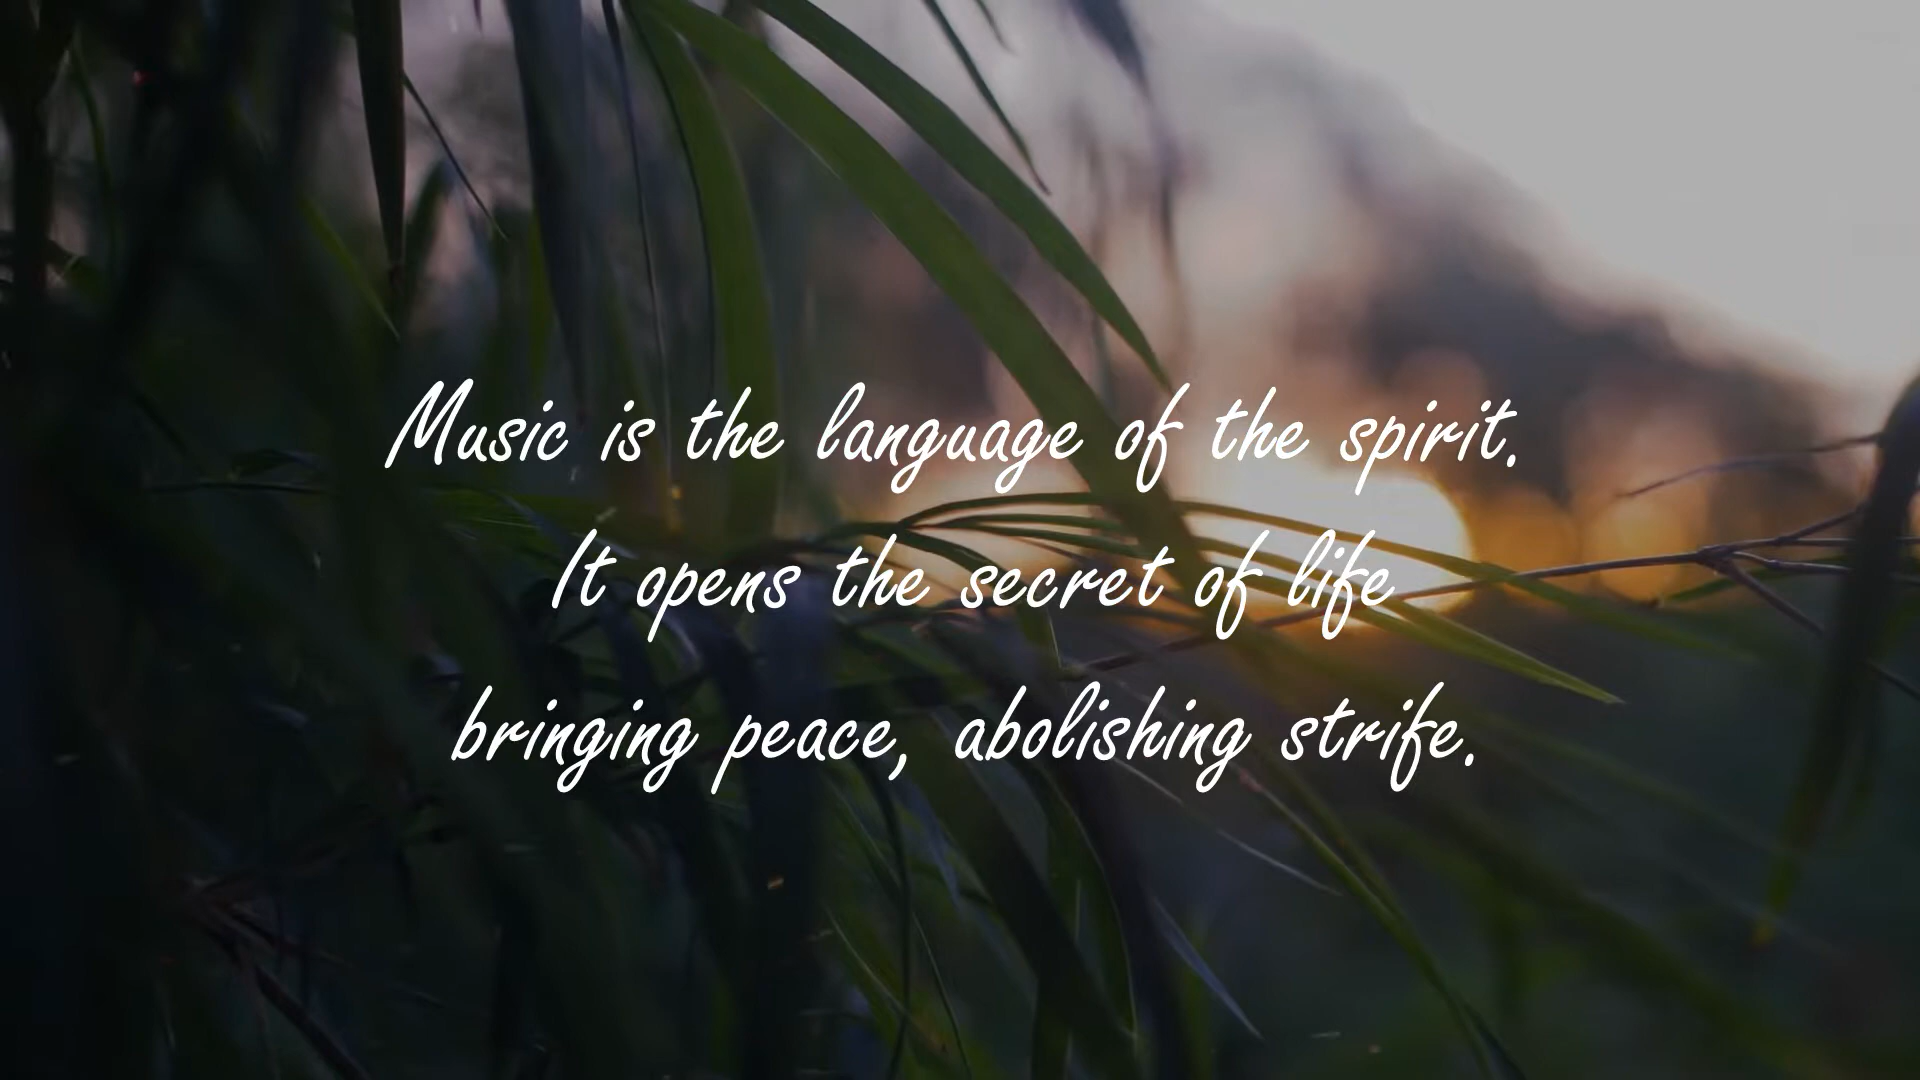 Music is the language of the spirit.
It opens the secret of life
bringing peace, abolishing strife.